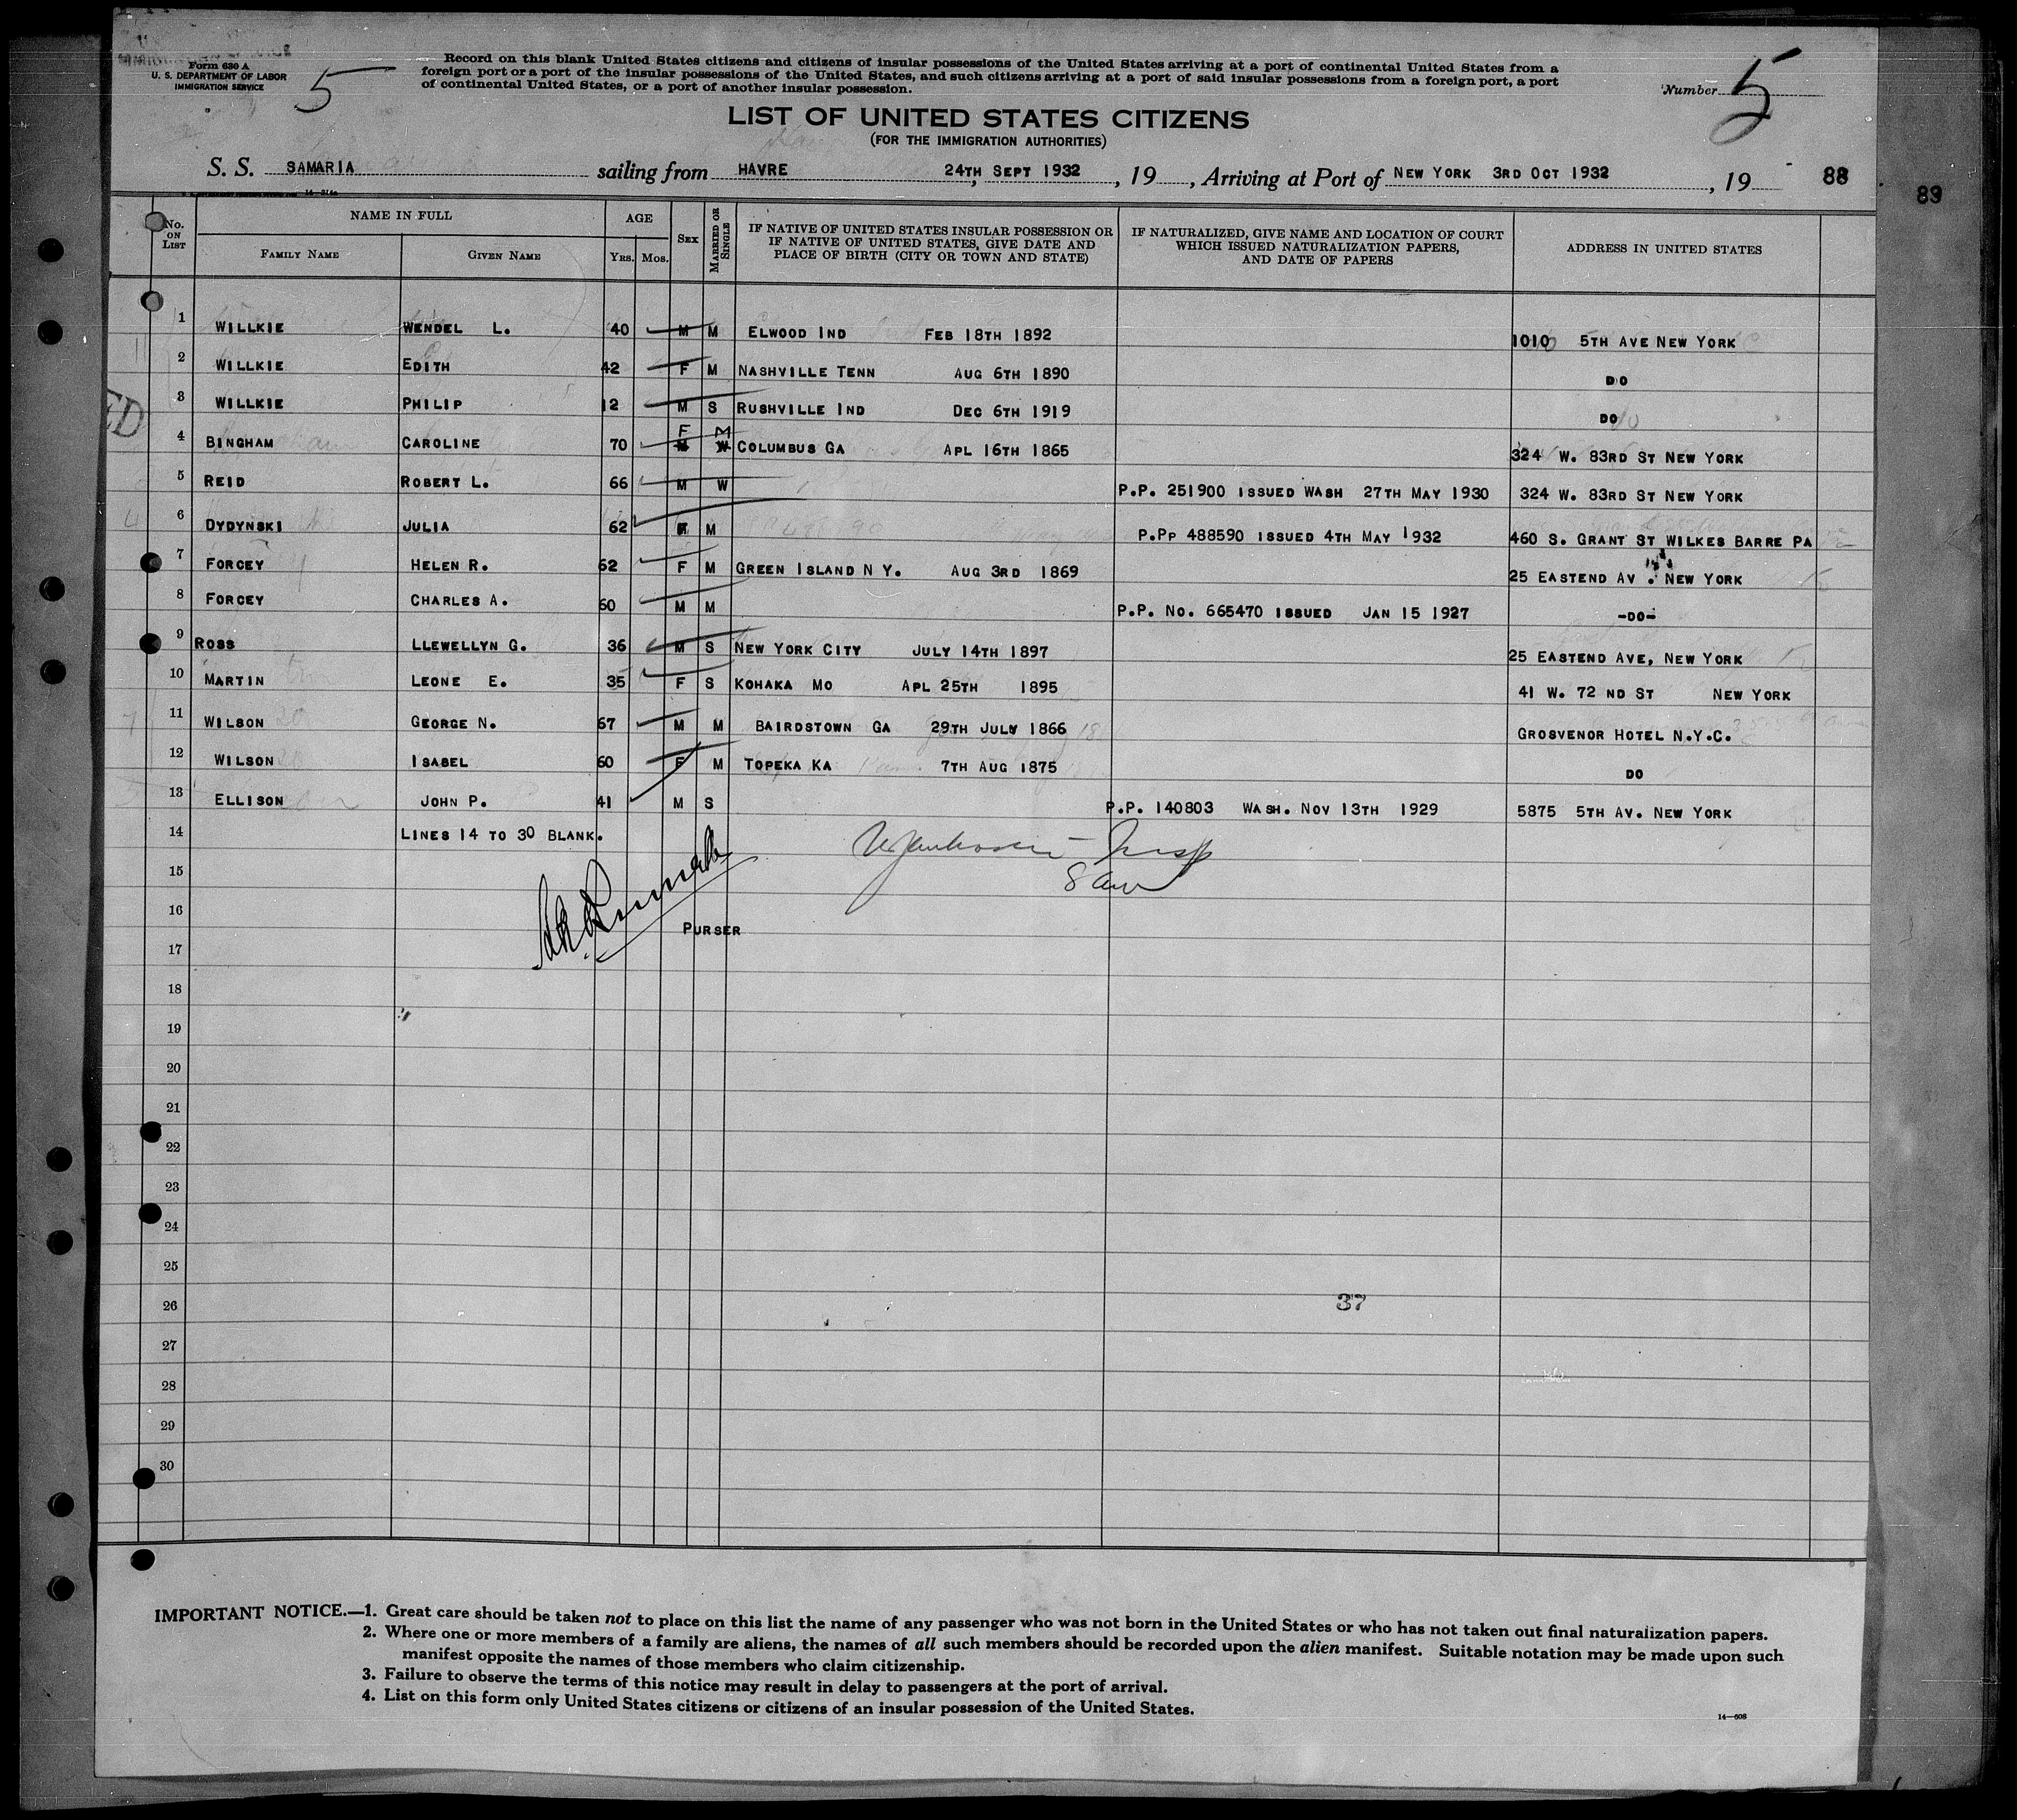 Form 630 A
U. S. DEPARTMENT OF LABOR
IMMIGRATION SERVICE
5
Record on this blank United States citizens and citizens of insular possessions of the United States arriving at a port of continental United States from a
foreign port or a port of the insular possessions of the United States, and such citizens arriving at a port of said insular possessions from a foreign port, a port
of continental United States, or a port of another insular possession.
Number 5
LIST OF UNITED STATES CITIZENS
(FOR THE IMMIGRATION AUTHORITIES)
S. S. SAMARIA sailing from HAVRE 24TH SEPT 1932, 19, Arriving at Port of NEW YORK 3RD OCT 1932, 19 88
89
No. ON LIST NAME IN FULL FAMILY NAME GIVEN NAME AGE YRS. MOS. SEX MARRIED OR SINGLE IF NATIVE OF UNITED STATES INSULAR POSSESSION OR IF NATIVE OF UNITED STATES, GIVE DATE AND PLACE OF BIRTH (CITY OR TOWN AND STATE) IF NATURALIZED, GIVE NAME AND LOCATION OF COURT WHICH ISSUED NATURALIZATION PAPERS, AND DATE OF PAPERS ADDRESS IN UNITED STATES
1 WILLKIE WENDEL L. 40 M M ELWOOD IND FEB 18TH 1892 1010 5TH AVE NEW YORK
2 WILLKIE EDITH 42 F M NASHVILLE TENN AUG 6TH 1890 DO
3 WILLKIE PHILIP 12 M S RUSHVILLE IND DEC 6TH 1919 DO
4 BINGHAM CAROLINE 70 F M M W COLUMBUS GA APL 16TH 1865 324 W. 83RD ST NEW YORK
5 REID ROBERT L. 66 M W P.P. 251900 ISSUED WASH 27TH MAY 1930 324 W. 83RD ST NEW YORK
6 DYDYNSKI JULIA 62 F M P.PP 488590 ISSUED 4TH MAY 1932 460 S. GRANT ST WILKES BARRE PA
7 FORCEY HELEN R. 62 F M GREEN ISLAND N Y. AUG 3RD 1869 25 EASTEND AV. NEW YORK
8 FORCEY CHARLES A. 60 M M P.P. NO. 665470 ISSUED JAN 15 1927 -DO-
9 ROSS LLEWELLYN G. 36 M S NEW YORK CITY JULY 14TH 1897 25 EASTEND AVE, NEW YORK
10 MARTIN LEONE E. 35 F S KOHAKA MO APL 25TH 1895 41 W. 72 ND ST NEW YORK
11 WILSON GEORGE N. 67 M M BAIRDSTOWN GA 29TH JULY 1866 GROSVENOR HOTEL N.Y.C.
12 WILSON ISABEL 60 F M TOPEKA KA 7TH AUG 1875 DO
13 ELLISON JOHN P. 41 M S P.P. 140803 WASH. NOV 13TH 1929 5875 5TH AV. NEW YORK
14 LINES 14 TO 30 BLANK.
15
16
PURSER
17
18
19
20
21
22
23
24
25
26 37
27
28
29
30
IMPORTANT NOTICE.—1. Great care should be taken not to place on this list the name of any passenger who was not born in the United States or who has not taken out final naturalization papers.
2. Where one or more members of a family are aliens, the names of all such members should be recorded upon the alien manifest. Suitable notation may be made upon such
manifest opposite the names of those members who claim citizenship.
3. Failure to observe the terms of this notice may result in delay to passengers at the port of arrival.
4. List on this form only United States citizens or citizens of an insular possession of the United States.
14—608